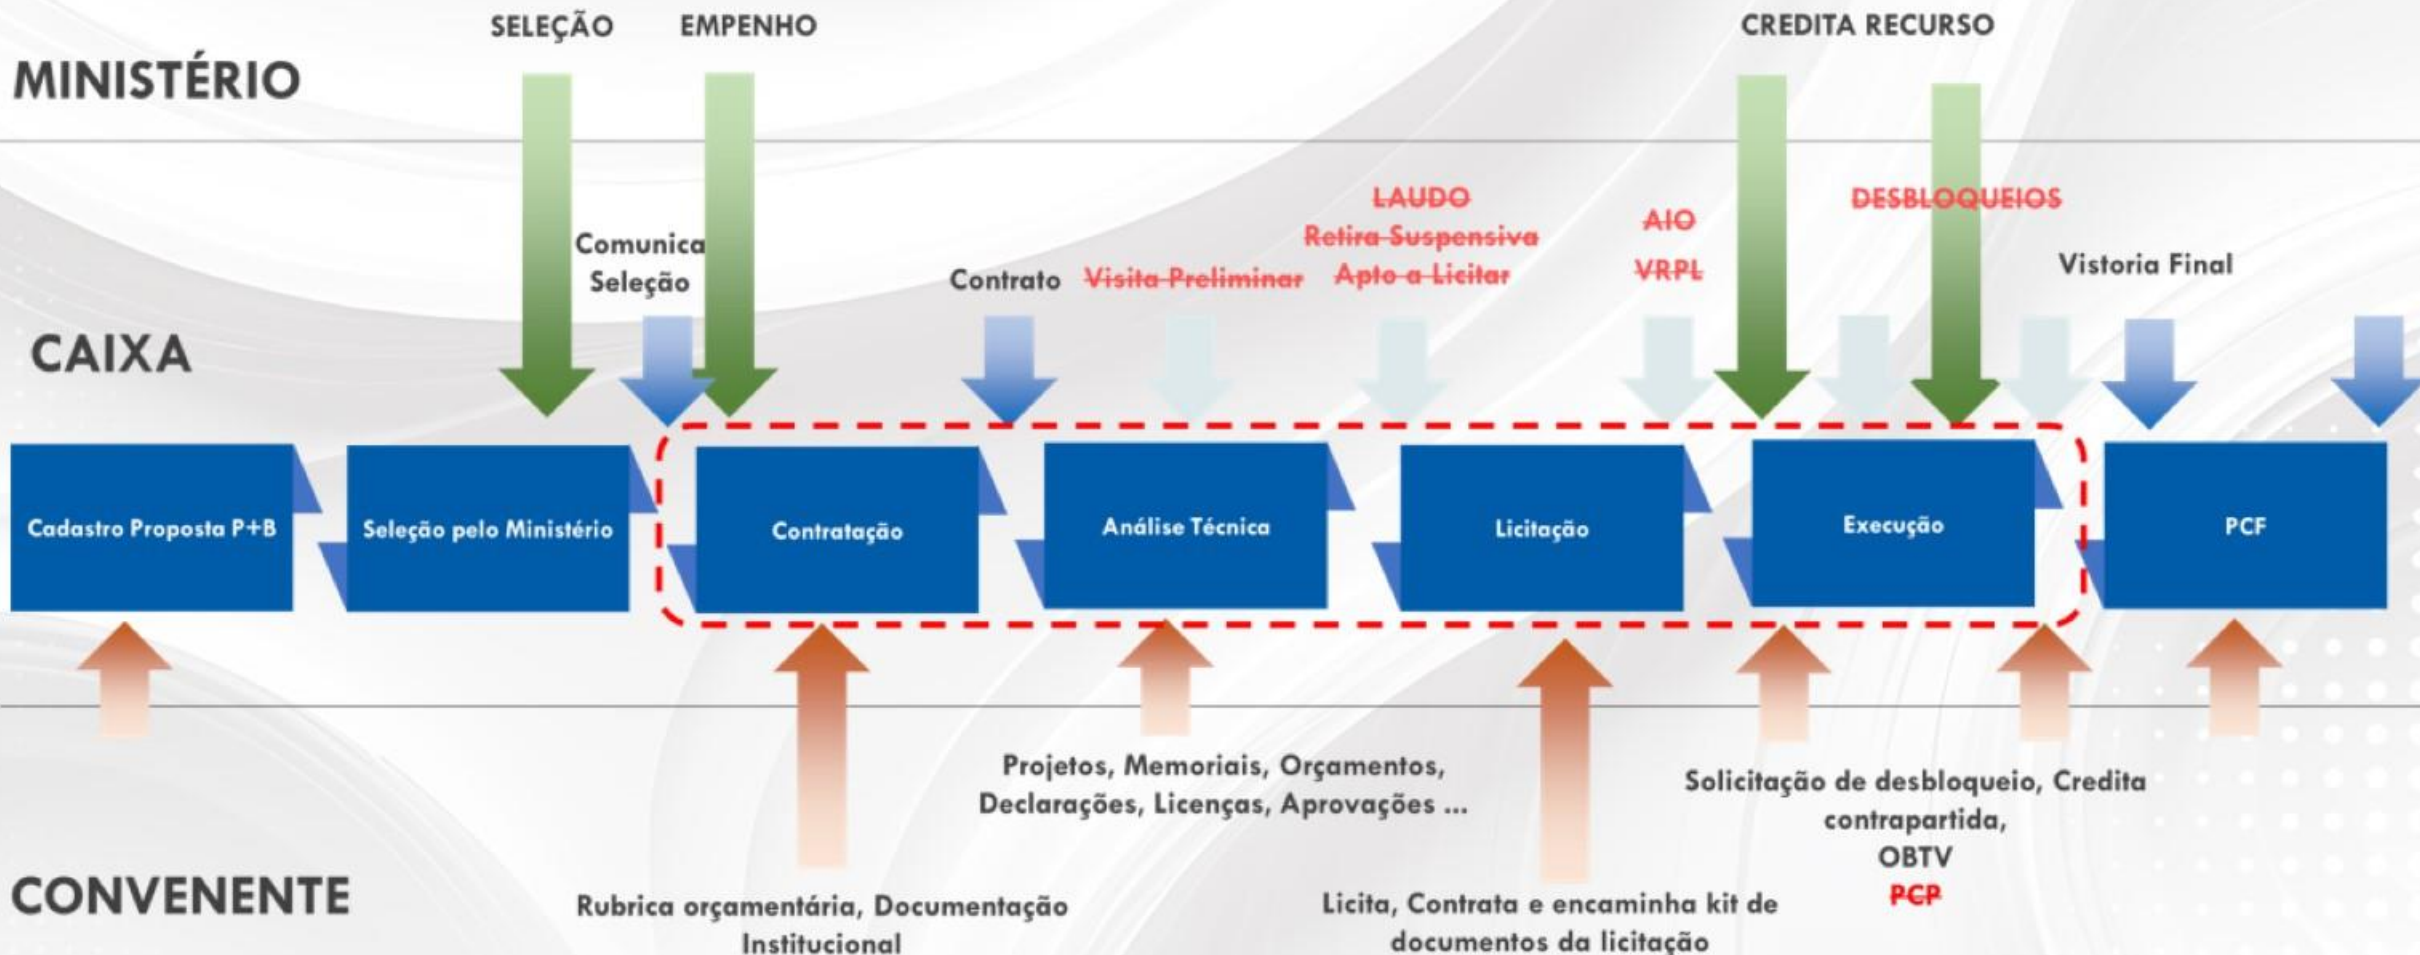 SELEÇÃO
EMPENHO
CREDITA RECURSO
MINISTÉRIO
Comunica
Seleção
Contrato
Visita Preliminar
LAUDO
Retira Suspensiva
Apto a Licitar
AIO
VRPL
DESBLOQUEIOS
Vistoria Final
CAIXA
Cadastro Proposta P+B
Seleção pelo Ministério
Contratação
Análise Técnica
Licitação
Execução
PCF
Projetos, Memoriais, Orçamentos,
Declarações, Licenças, Aprovações ...
Solicitação de desbloqueio, Credita
contrapartida,
OBTV
PCP
CONVENENTE
Rubrica orçamentária, Documentação
Institucional
Licita, Contrata e encaminha kit de
documentos da licitação